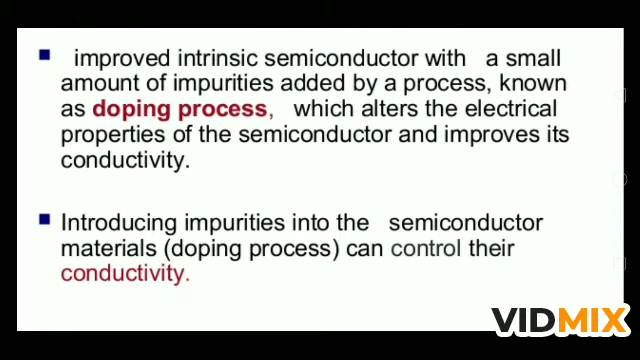 improved intrinsic semiconductor with a small
amount of impurities added by a process, known
as doping process, which alters the electrical
properties of the semiconductor and improves its
conductivity.
Introducing impurities into the semiconductor
materials (doping process) can control their
conductivity.
VIDMIX